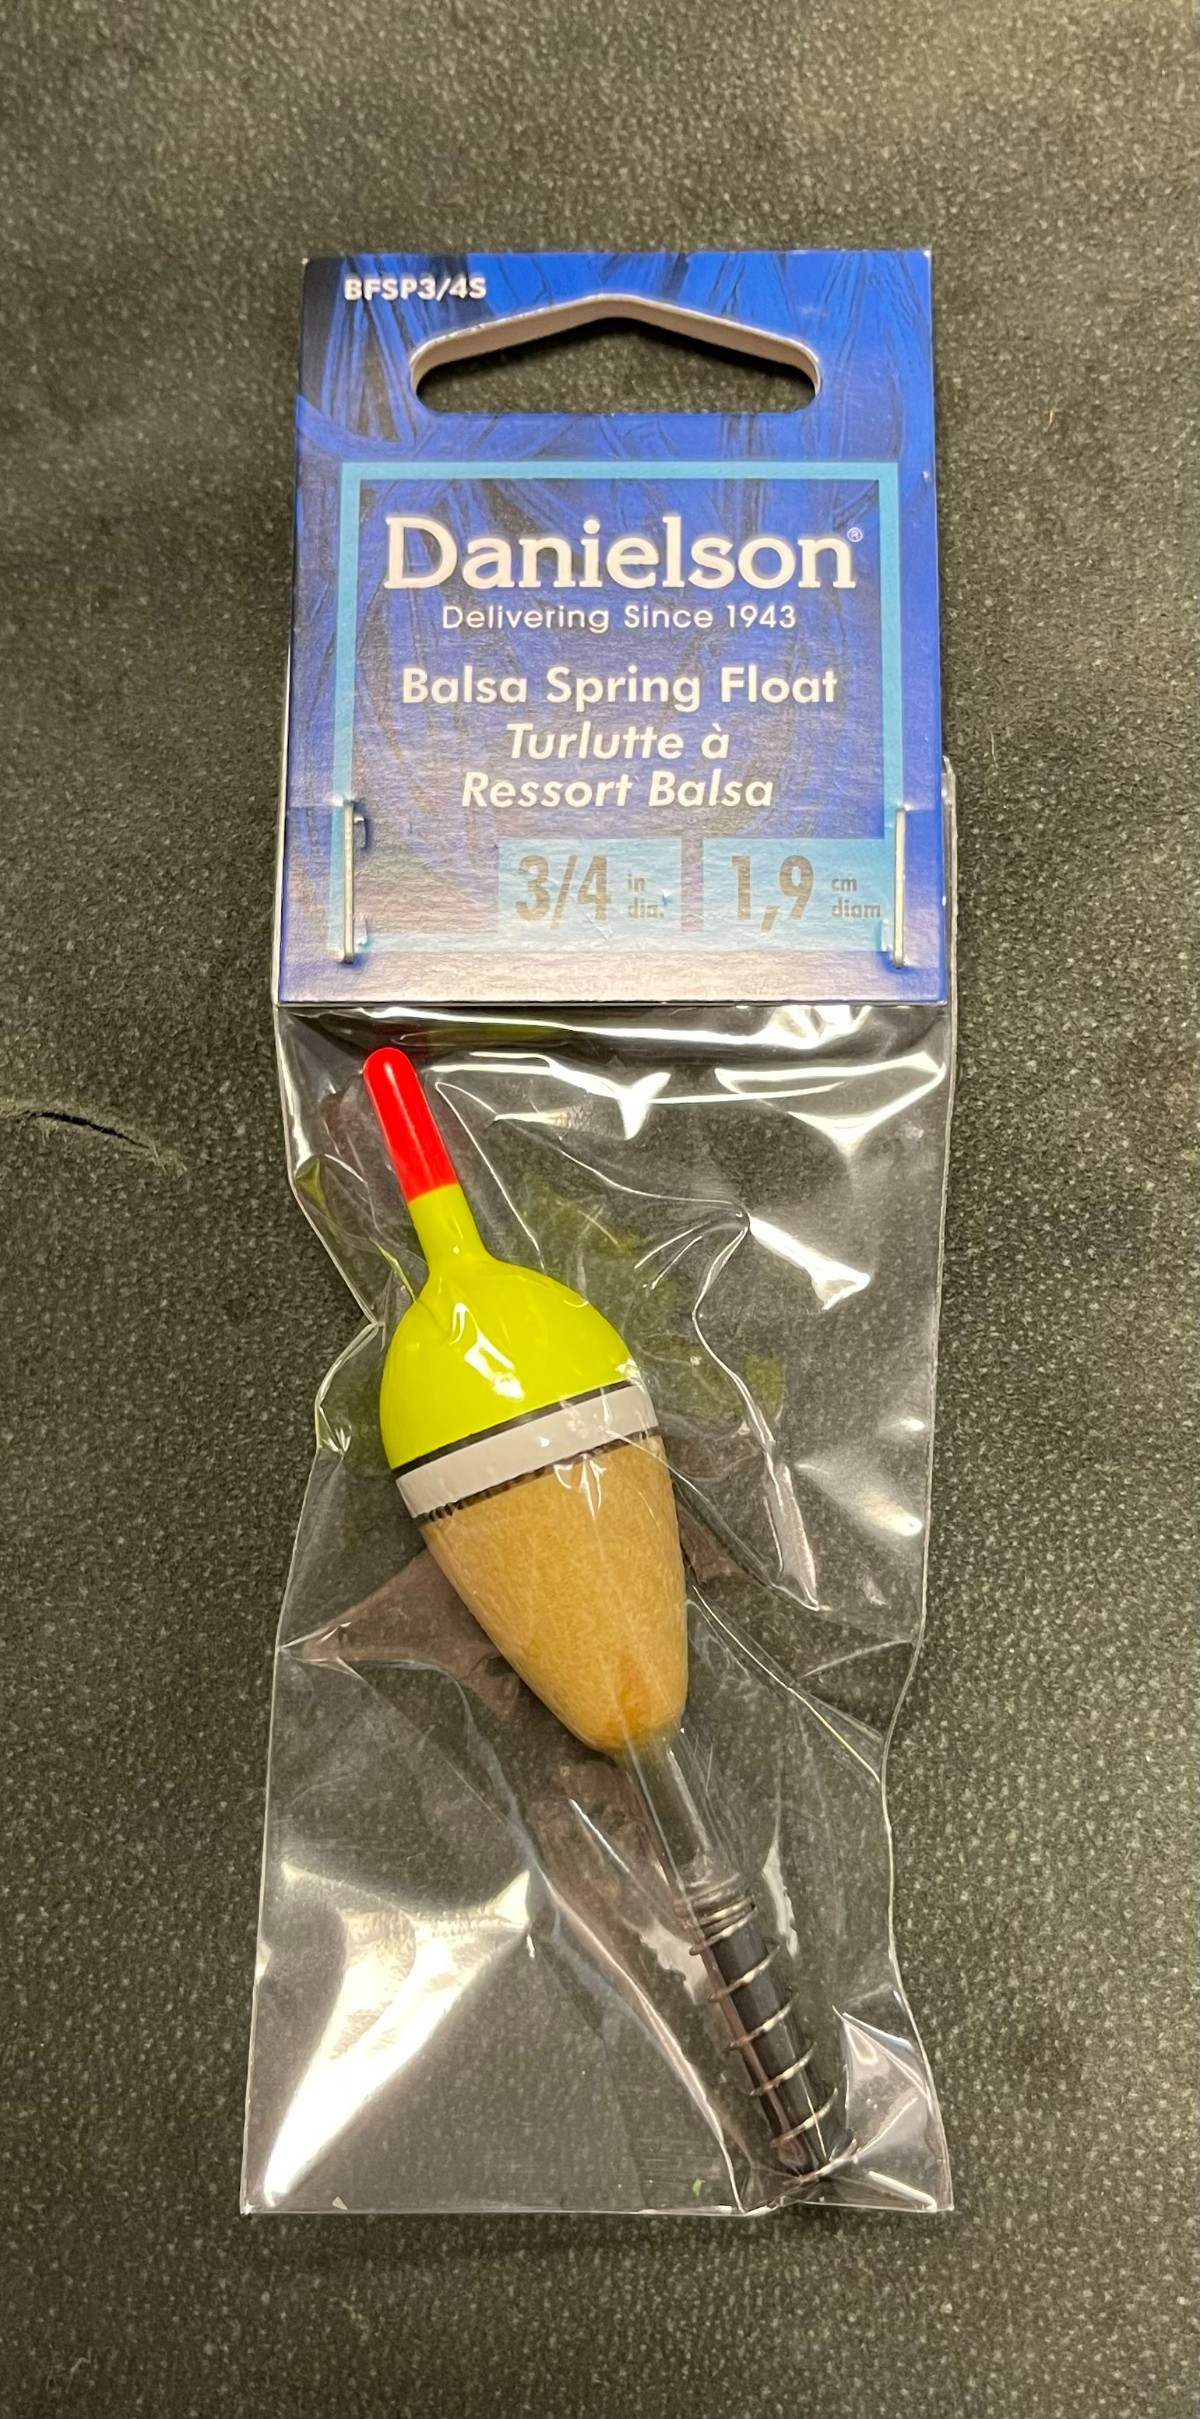 BFSP3/4S
Danielson®
Delivering Since 1943
Balsa Spring Float
Turlutte à
Ressort Balsa
3/4 in dia. 1,9 cm diam